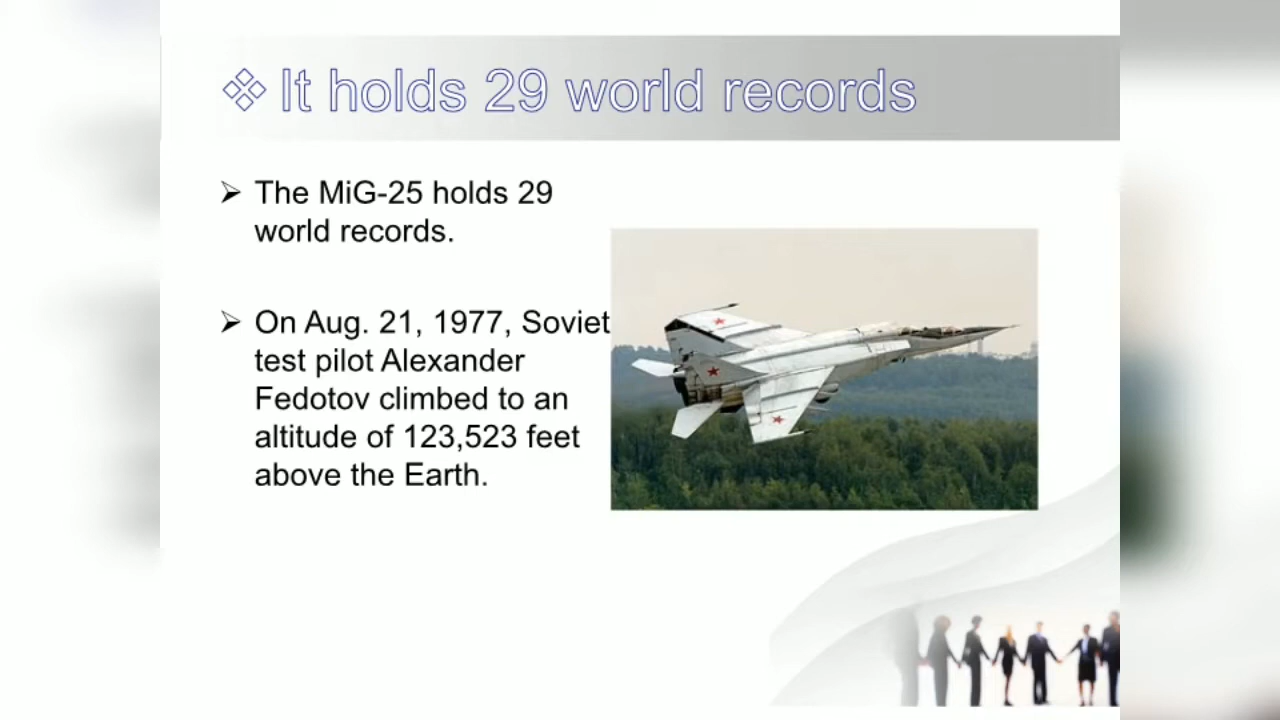 ❖ It holds 29 world records
➢ The MiG-25 holds 29
world records.
➢ On Aug. 21, 1977, Soviet
test pilot Alexander
Fedotov climbed to an
altitude of 123,523 feet
above the Earth.